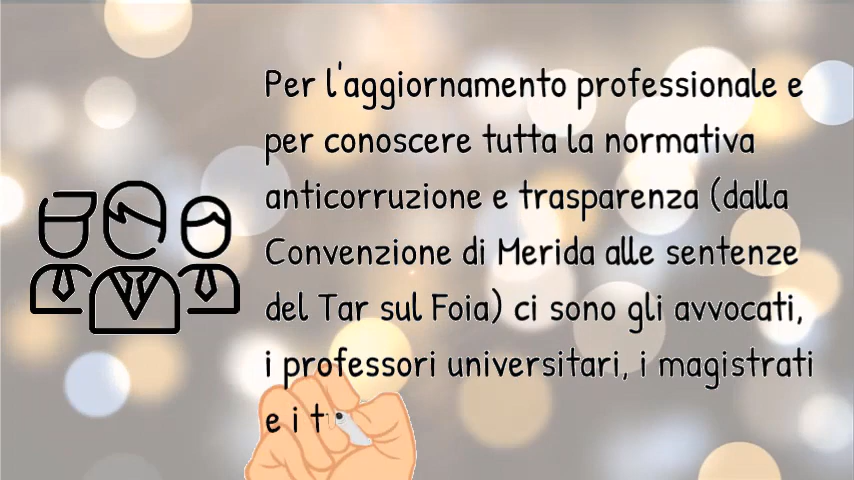 Per l'aggiornamento professionale e
per conoscere tutta la normativa
anticorruzione e trasparenza (dalla
Convenzione di Merida alle sentenze
del Tar sul Foia) ci sono gli avvocati,
i professori universitari, i magistrati
e i